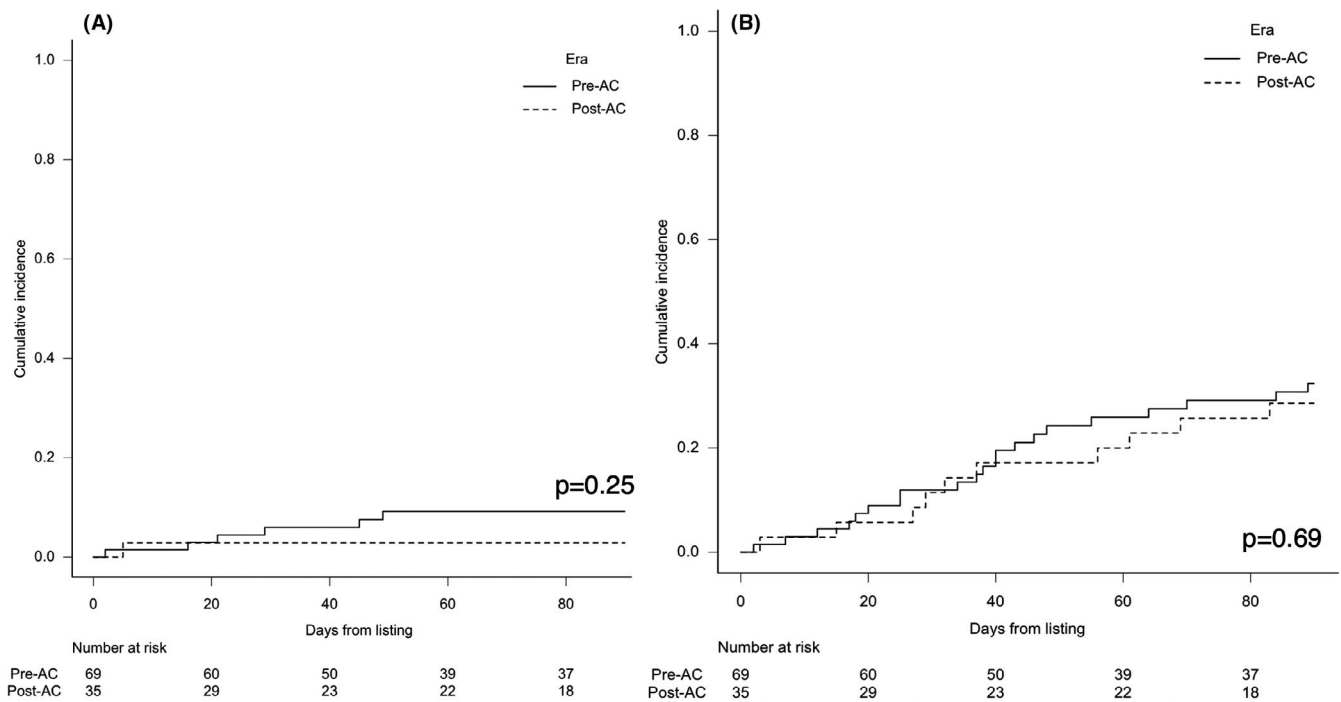 (A)
Era
Pre-AC
Post-AC
1.0
0.8
0.6
0.4
0.2
0.0
Cumulative incidence
p=0.25
0 20 40 60 80
Days from listing
Number at risk
Pre-AC 69 60 50 39 37
Post-AC 35 29 23 22 18
(B)
Era
Pre-AC
Post-AC
1.0
0.8
0.6
0.4
0.2
0.0
Cumulative incidence
p=0.69
0 20 40 60 80
Days from listing
Number at risk
Pre-AC 69 60 50 39 37
Post-AC 35 29 23 22 18